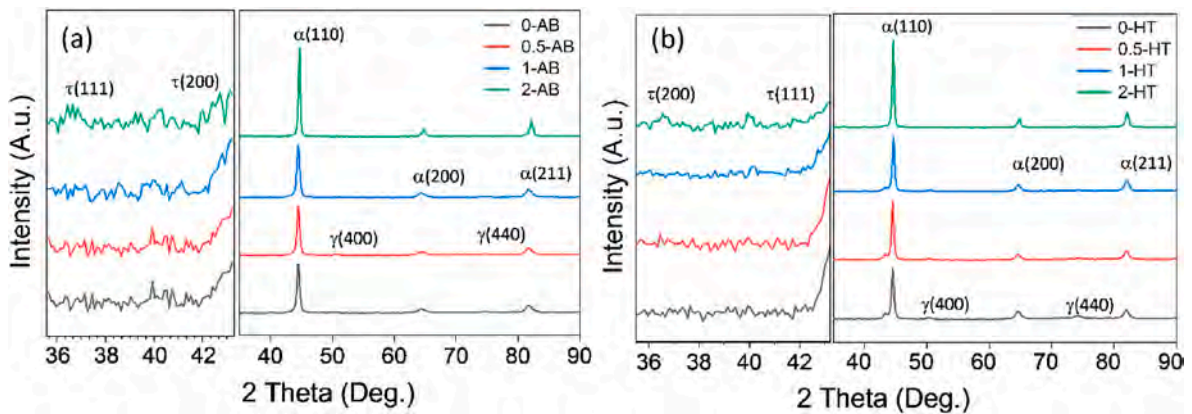 (a)
α(110)
0-AB
0.5-AB
1-AB
2-AB
τ(111)
τ(200)
α(200)
α(211)
γ(400)
γ(440)
Intensity (A.u.)
36 39 42 40 50 60 70 80 90
2 Theta (Deg.)
(b)
α(110)
0-HT
0.5-HT
1-HT
2-HT
τ(200)
τ(111)
α(200)
α(211)
γ(400)
γ(440)
Intensity (A.u.)
36 38 40 42 40 50 60 70 80 90
2 Theta (Deg.)